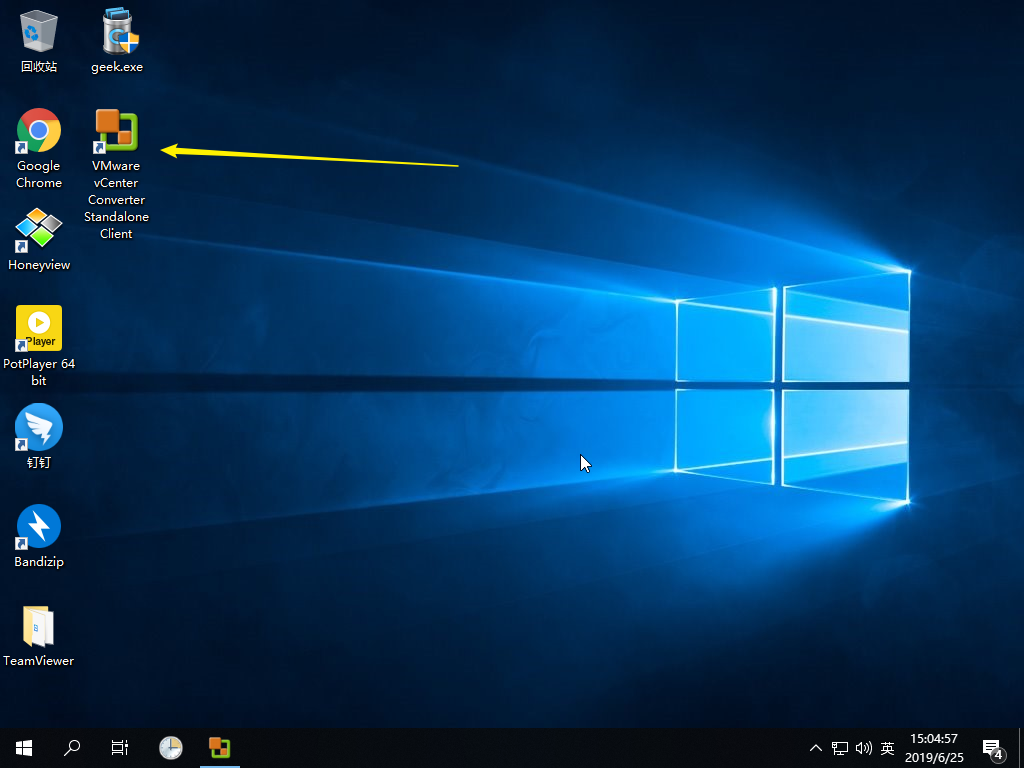 回收站
geek.exe
Google
Chrome
VMware
vCenter
Converter
Standalone
Client
Honeyview
Player
PotPlayer 64
bit
钉钉
Bandizip
TeamViewer
英
15:04:57
2019/6/25
4